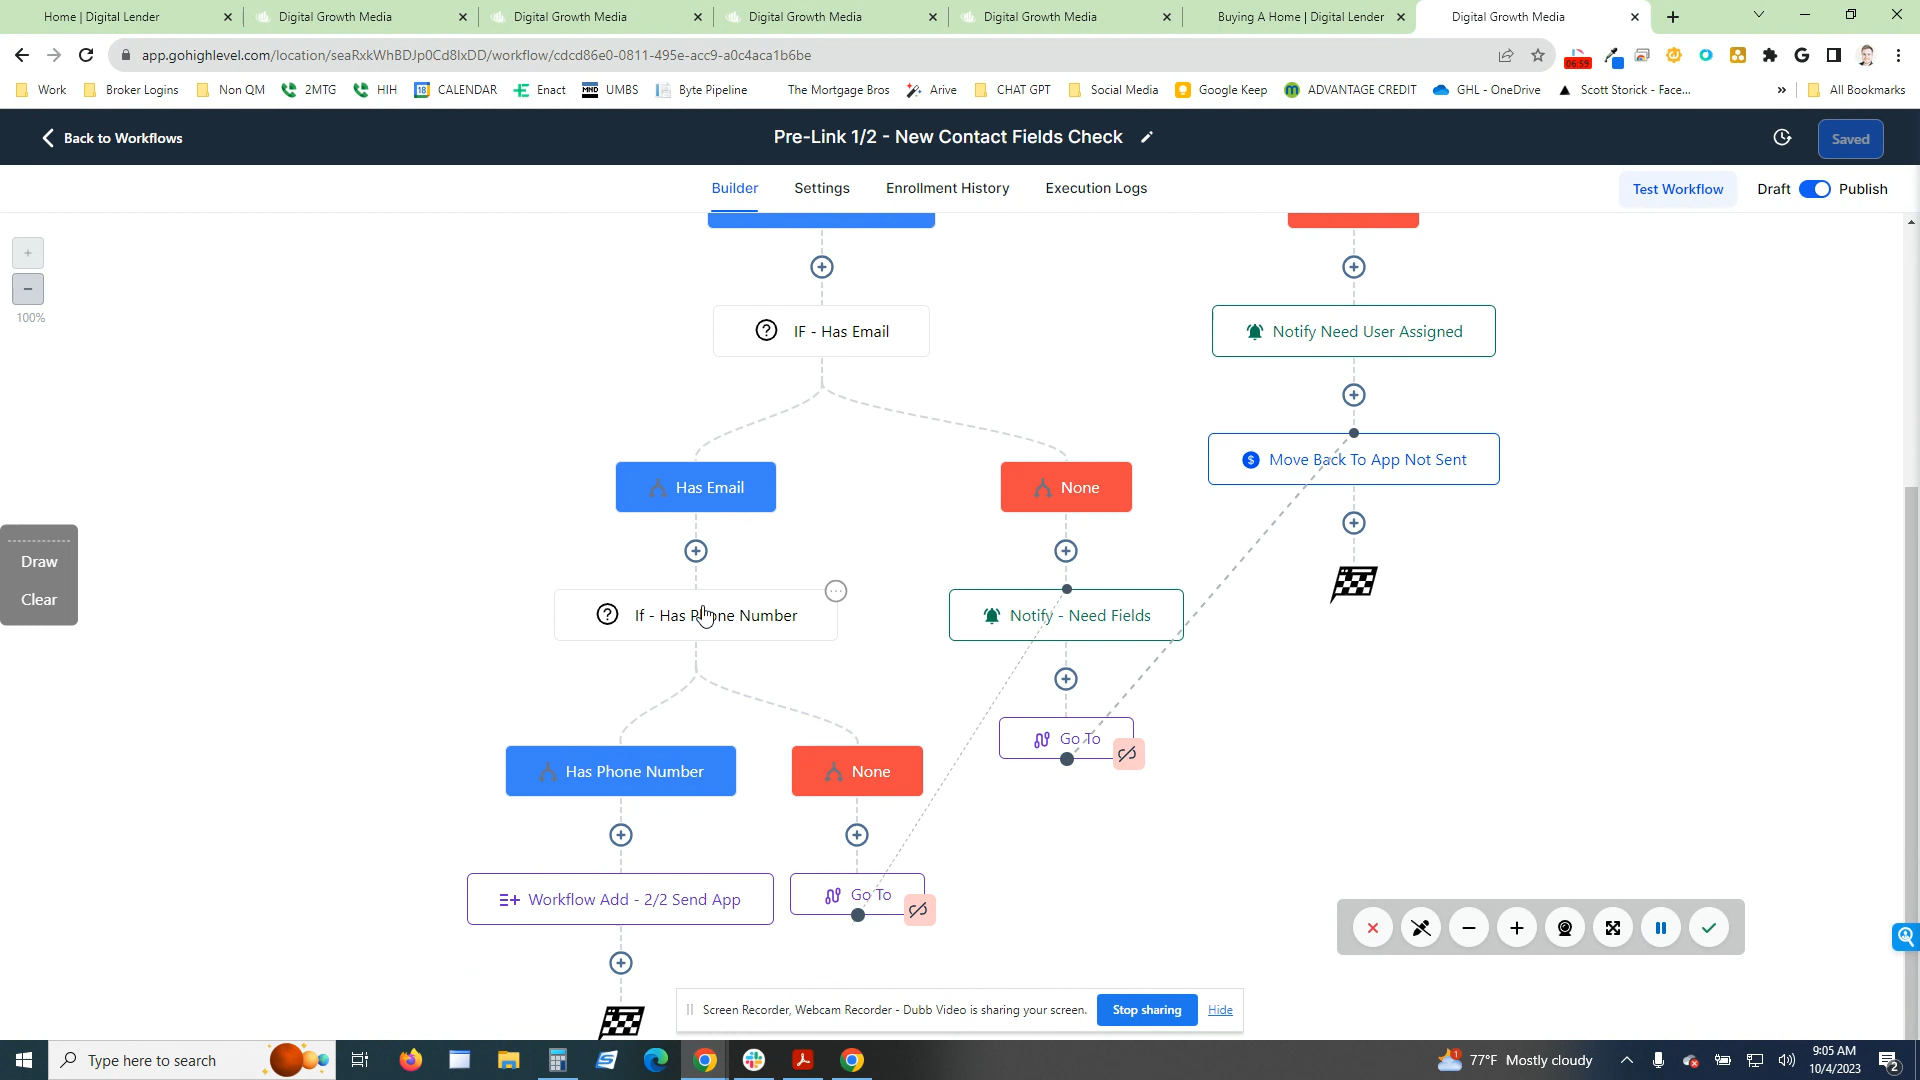 Home | Digital Lender
Digital Growth Media
Digital Growth Media
Digital Growth Media
Digital Growth Media
Buying A Home | Digital Lender
Digital Growth Media
app.gohighlevel.com/location/seaRxkWhBDJp0Cd8lxDD/workflow/cdcd86e0-0811-495e-acc9-a0c4aca1b6be
06:59
Work
Broker Logins
Non QM
2MTG
HIH
18
CALENDAR
Enact
MND
UMBS
Byte Pipeline
The Mortgage Bros
Arive
CHAT GPT
Social Media
Google Keep
ADVANTAGE CREDIT
GHL - OneDrive
Scott Storick - Face...
»
All Bookmarks
Back to Workflows
Pre-Link 1/2 - New Contact Fields Check
Saved
Builder
Settings
Enrollment History
Execution Logs
Test Workflow
Draft
Publish
100%
IF - Has Email
Notify Need User Assigned
Has Email
None
Move Back To App Not Sent
Draw
Clear
If - Has Phone Number
Notify - Need Fields
Go To
Has Phone Number
None
Workflow Add - 2/2 Send App
Go To
Screen Recorder, Webcam Recorder - Dubb Video is sharing your screen.
Stop sharing
Hide
Type here to search
1
77°F Mostly cloudy
9:05 AM
10/4/2023
2